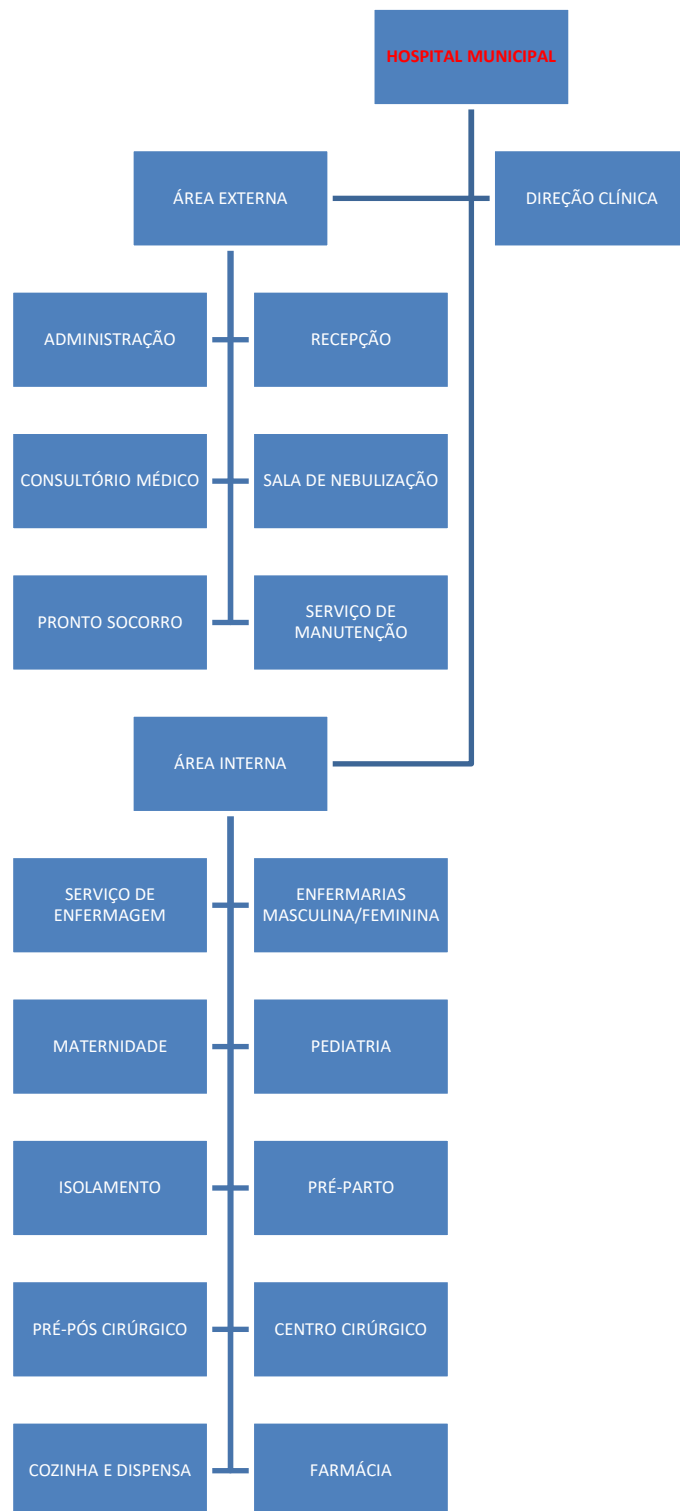 HOSPITAL MUNICIPAL
ÁREA EXTERNA
DIREÇÃO CLÍNICA
ADMINISTRAÇÃO
RECEPÇÃO
CONSULTÓRIO MÉDICO
SALA DE NEBULIZAÇÃO
PRONTO SOCORRO
SERVIÇO DE
MANUTENÇÃO
ÁREA INTERNA
SERVIÇO DE
ENFERMAGEM
ENFERMARIAS
MASCULINA/FEMININA
MATERNIDADE
PEDIATRIA
ISOLAMENTO
PRÉ-PARTO
PRÉ-PÓS CIRÚRGICO
CENTRO CIRÚRGICO
COZINHA E DISPENSA
FARMÁCIA